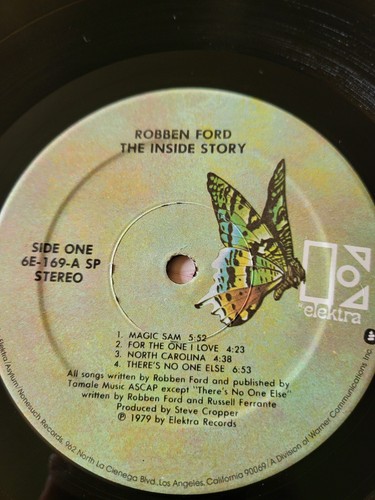 ROBBEN FORD
THE INSIDE STORY
SIDE ONE
6E-169-A SP
STEREO
elektra
1. MAGIC SAM 5:52
2. FOR THE ONE I LOVE 4:23
3. NORTH CAROLINA 4:38
4. THERE'S NO ONE ELSE 6:53
All songs written by Robben Ford and published by
Tamale Music ASCAP except "There's No One Else"
written by Robben Ford and Russell Ferrante
Produced by Steve Cropper
℗ 1979 by Elektra Records
Elektra/Asylum/Nonesuch Records, 962 North La Cienega Blvd., Los Angeles, California 90069/A Division of Warner Communications Inc.